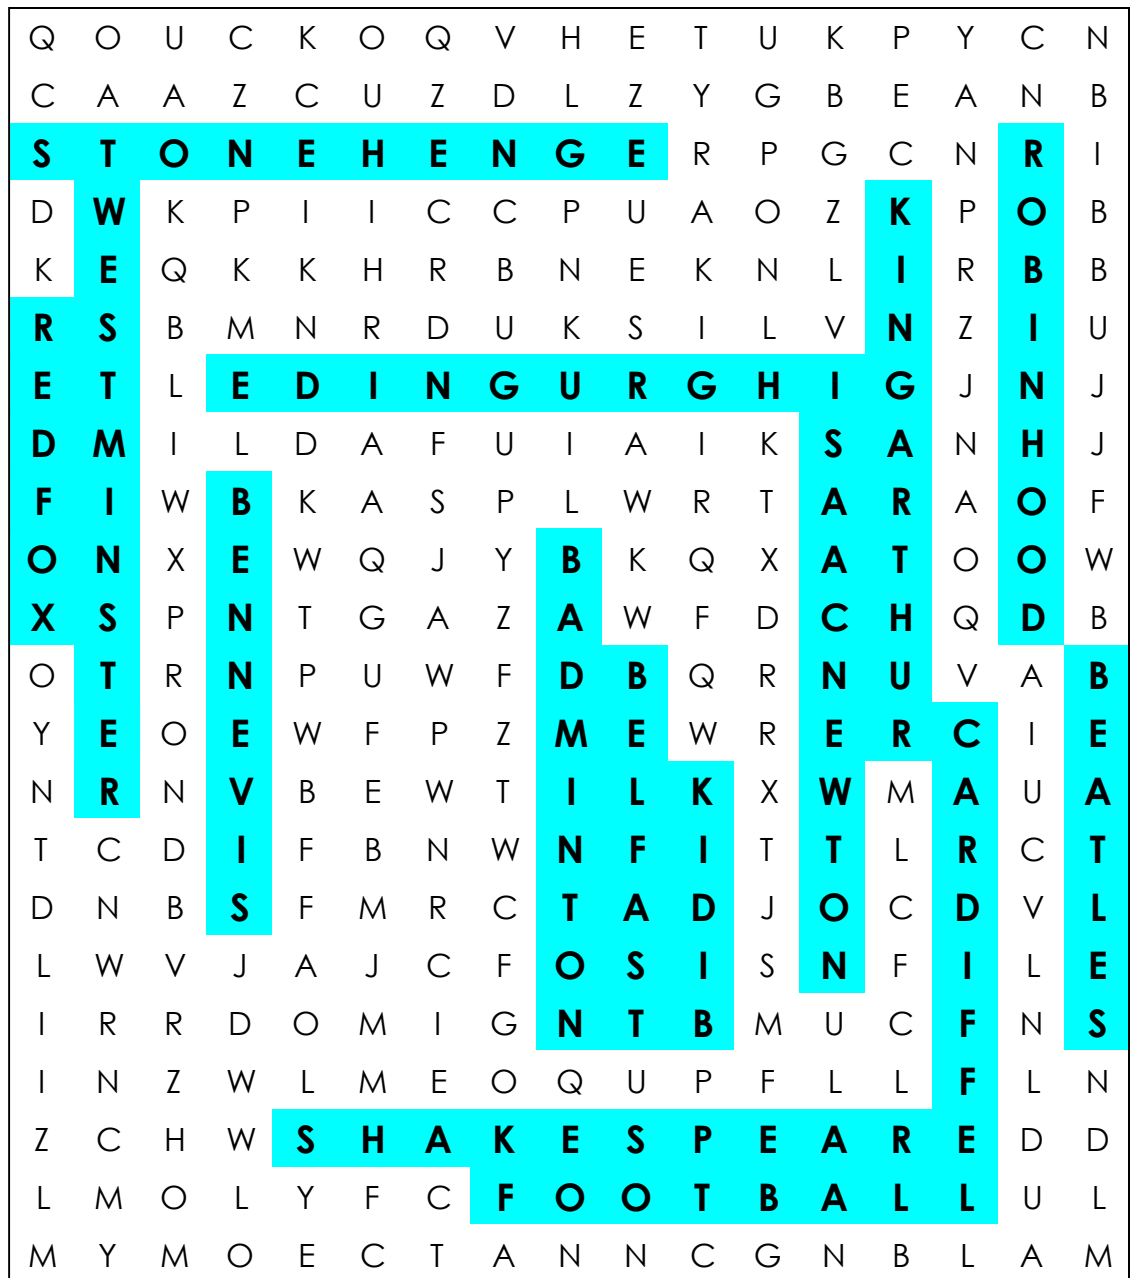 Q O U C K O Q V H E T U K P Y C N
C A A Z C U Z D L Z Y G B E A N B
S T O N E H E N G E R P G C N R I
D W K P I I C C P U A O Z K P O B
K E Q K K H R B N E K N L I R B B
R S B M N R D U K S I L V N Z I U
E T L E D I N G U R G H I G J N J
D M I L D A F U I A I K S A N H J
F I W B K A S P L W R T A R A O F
O N X E W Q J Y B K Q X A T O O W
X S P N T G A Z A W F D C H Q D B
O T R N P U W F D B Q R N U V A B
Y E O E W F P Z M E W R E R C I E
N R N V B E W T I L K X W M A U A
T C D I F B N W N F I T T L R C T
D N B S F M R C T A D J O C D V L
L W V J A J C F O S I S N F I L E
I R R D O M I G N T B M U C F N S
I N Z W L M E O Q U P F L L F L N
Z C H W S H A K E S P E A R E D D
L M O L Y F C F O O T B A L L U L
M Y M O E C T A N N C G N B L A M